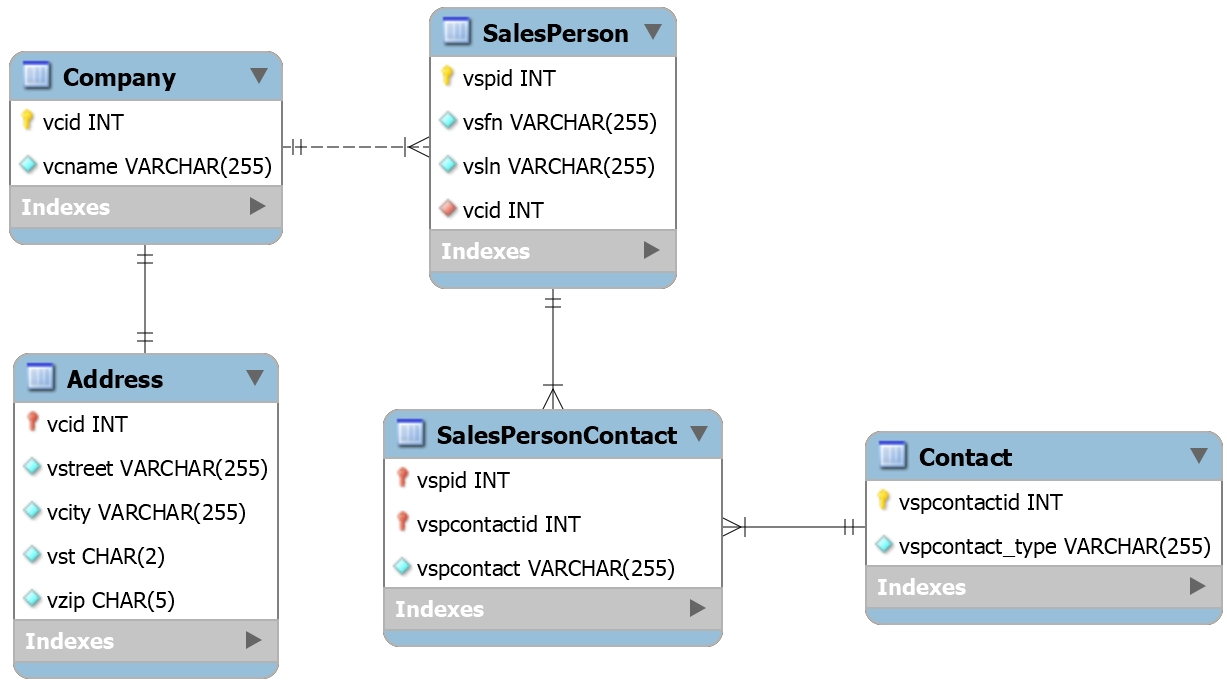 Company
vcid INT
vcname VARCHAR(255)
Indexes
SalesPerson
vspid INT
vsfn VARCHAR(255)
vsln VARCHAR(255)
vcid INT
Indexes
Address
vcid INT
vstreet VARCHAR(255)
vcity VARCHAR(255)
vst CHAR(2)
vzip CHAR(5)
Indexes
SalesPersonContact
vspid INT
vspcontactid INT
vspcontact VARCHAR(255)
Indexes
Contact
vspcontactid INT
vspcontact_type VARCHAR(255)
Indexes